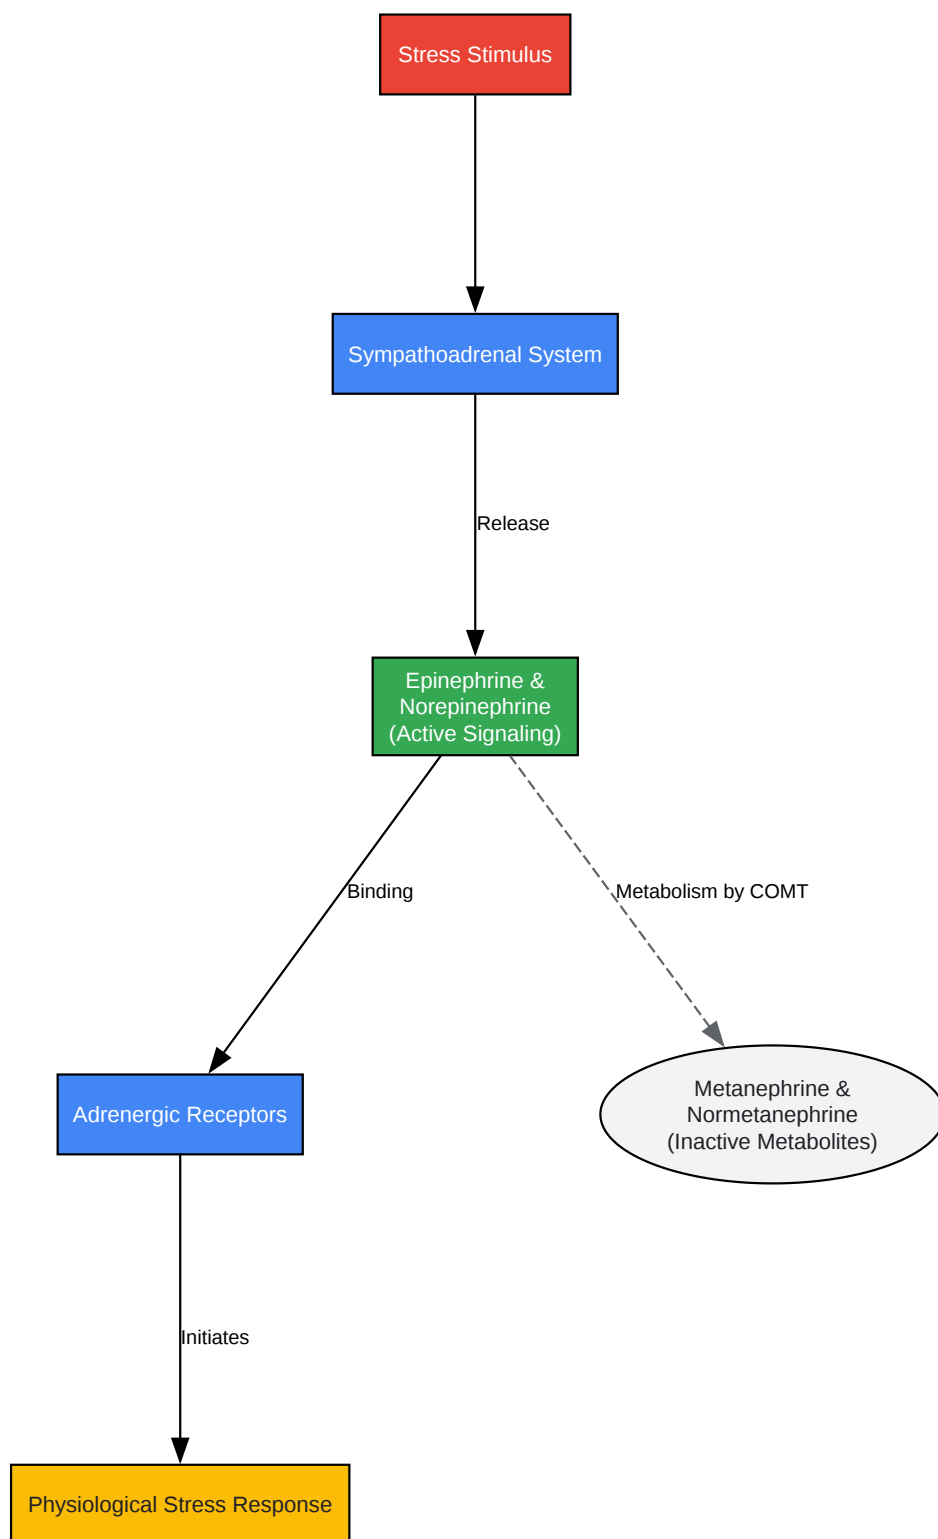 Stress Stimulus
Sympathoadrenal System
Release
Epinephrine &
Norepinephrine
(Active Signaling)
Binding
Metabolism by COMT
Adrenergic Receptors
Metanephrine &
Normetanephrine
(Inactive Metabolites)
Initiates
Physiological Stress Response